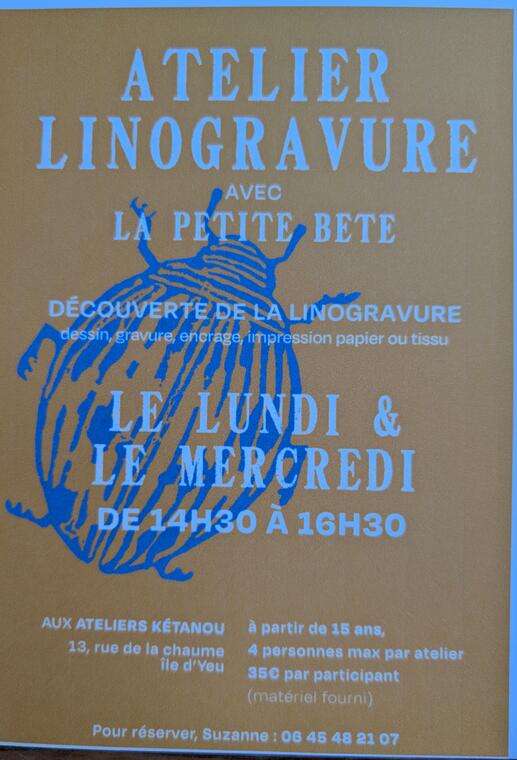 ATELIER
LINOGRAVURE
AVEC
LA PETITE BETE
DÉCOUVERTE DE LA LINOGRAVURE
dessin, gravure, encrage, impression papier ou tissu
LE LUNDI &
LE MERCREDI
DE 14H30 À 16H30
AUX ATELIERS KÉTANOU
13, rue de la chaume
île d'Yeu
à partir de 15 ans,
4 personnes max par atelier
35€ par participant
(matériel fourni)
Pour réserver, Suzanne : 06 45 48 21 07